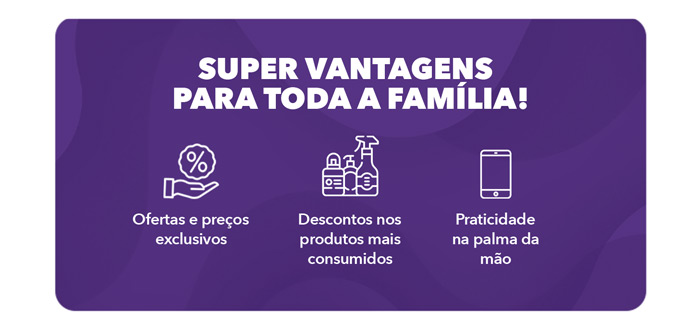 SUPER VANTAGENS
PARA TODA A FAMÍLIA!
%
Ofertas e preços
exclusivos
Descontos nos
produtos mais
consumidos
Praticidade
na palma da
mão